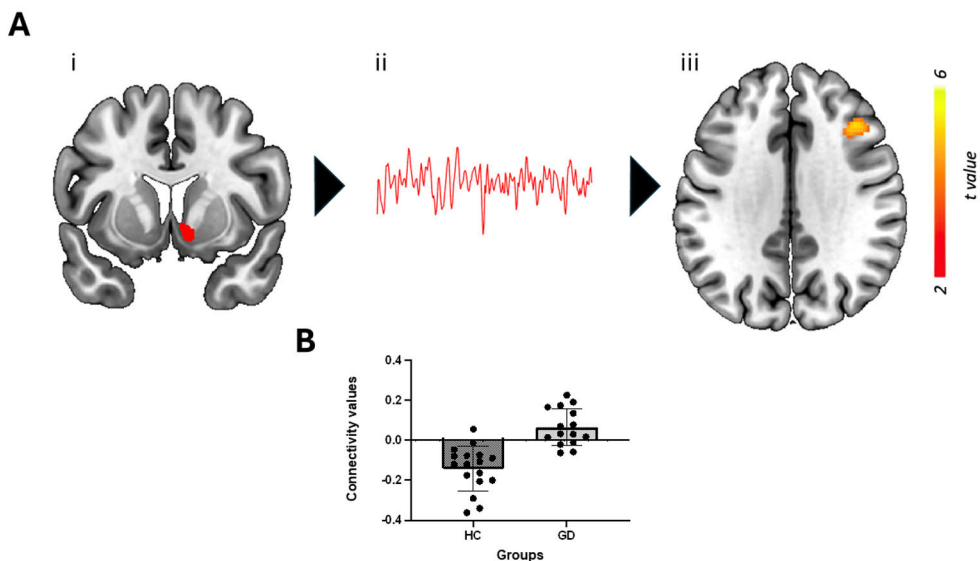 A
i
ii
iii
6
t value
2
B
Connectivity values
0.4
0.2
0.0
-0.2
-0.4
HC
GD
Groups